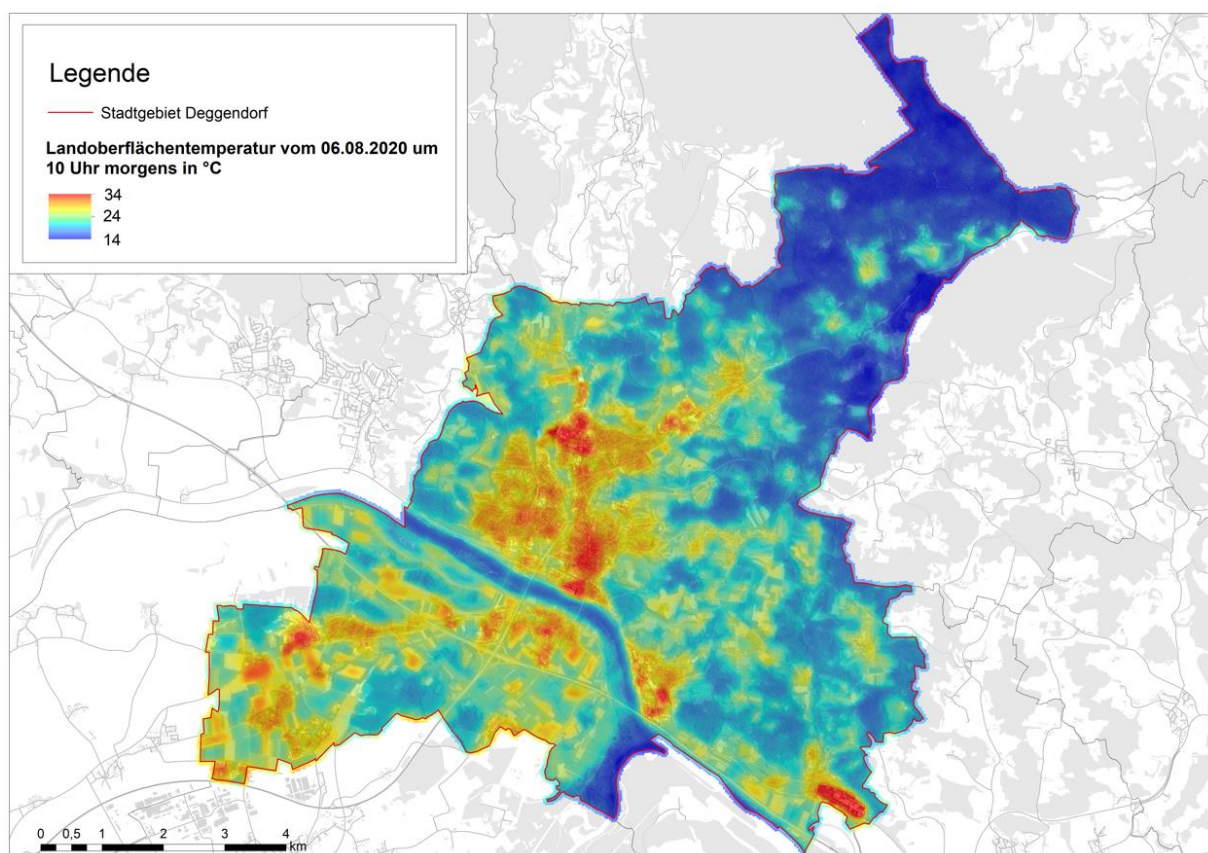 Legende
Stadtgebiet Deggendorf
Landoberflächentemperatur vom 06.08.2020 um
10 Uhr morgens in °C
34
24
14
0 0,5 1 2 3 4
km